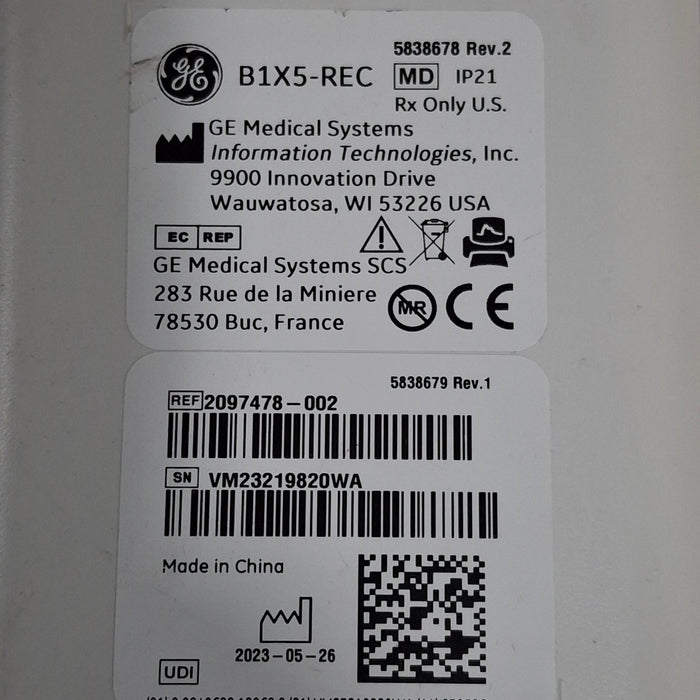 5838678 Rev.2
GE B1X5-REC MD IP21
Rx Only U.S.
GE Medical Systems
Information Technologies, Inc.
9900 Innovation Drive
Wauwatosa, WI 53226 USA
EC REP
GE Medical Systems SCS
283 Rue de la Miniere
78530 Buc, France
MR CE
5838679 Rev.1
REF 2097478-002
SN VM23219820WA
Made in China
2023-05-26
UDI